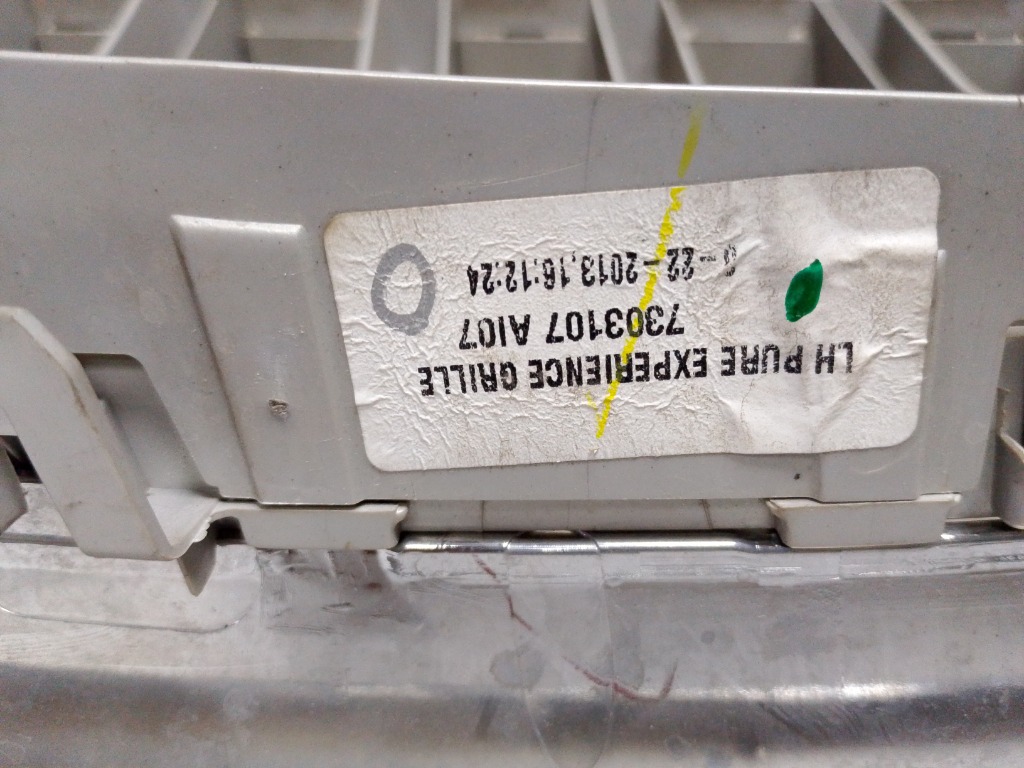 LH PURE EXPERIENCE GRILLE
7303107 AI07
-22-2013,16:12:24